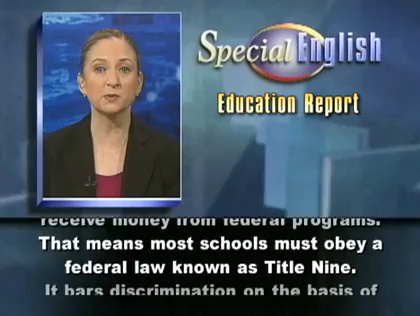 Special English
Education Report
receive money from federal programs.
That means most schools must obey a
federal law known as Title Nine.
It bars discrimination on the basis of